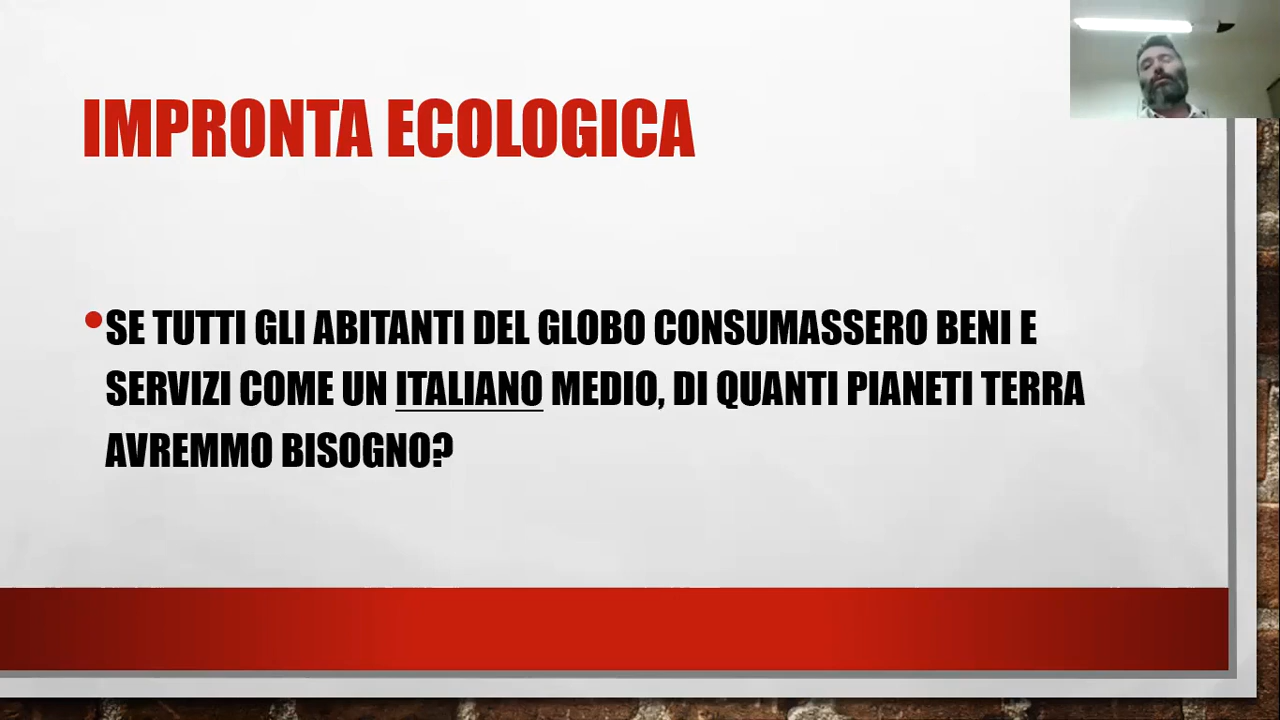 IMPRONTA ECOLOGICA
•SE TUTTI GLI ABITANTI DEL GLOBO CONSUMASSERO BENI E
SERVIZI COME UN ITALIANO MEDIO, DI QUANTI PIANETI TERRA
AVREMMO BISOGNO?